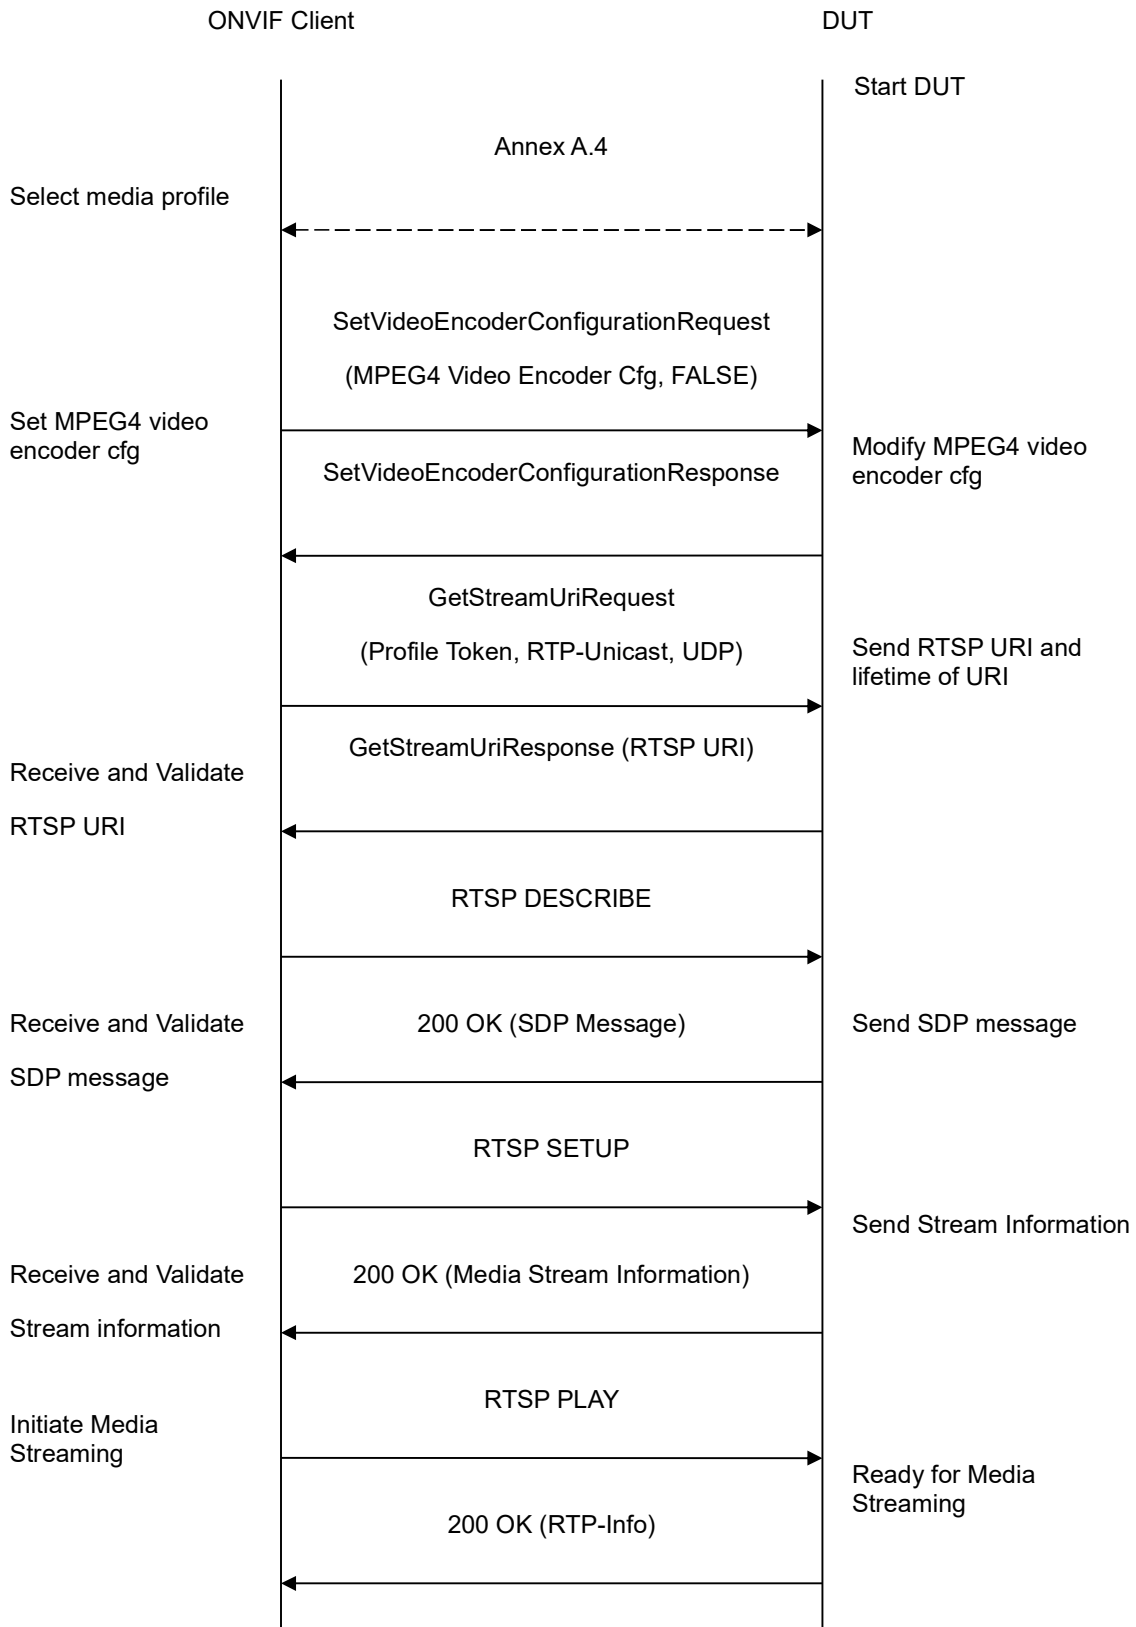 ONVIF Client
DUT
Start DUT
Annex A.4
Select media profile
SetVideoEncoderConfigurationRequest
(MPEG4 Video Encoder Cfg, FALSE)
Set MPEG4 video
encoder cfg
Modify MPEG4 video
encoder cfg
SetVideoEncoderConfigurationResponse
GetStreamUriRequest
(Profile Token, RTP-Unicast, UDP)
Send RTSP URI and
lifetime of URI
GetStreamUriResponse (RTSP URI)
Receive and Validate
RTSP URI
RTSP DESCRIBE
Receive and Validate
SDP message
200 OK (SDP Message)
Send SDP message
RTSP SETUP
Send Stream Information
Receive and Validate
Stream information
200 OK (Media Stream Information)
RTSP PLAY
Initiate Media
Streaming
Ready for Media
Streaming
200 OK (RTP-Info)